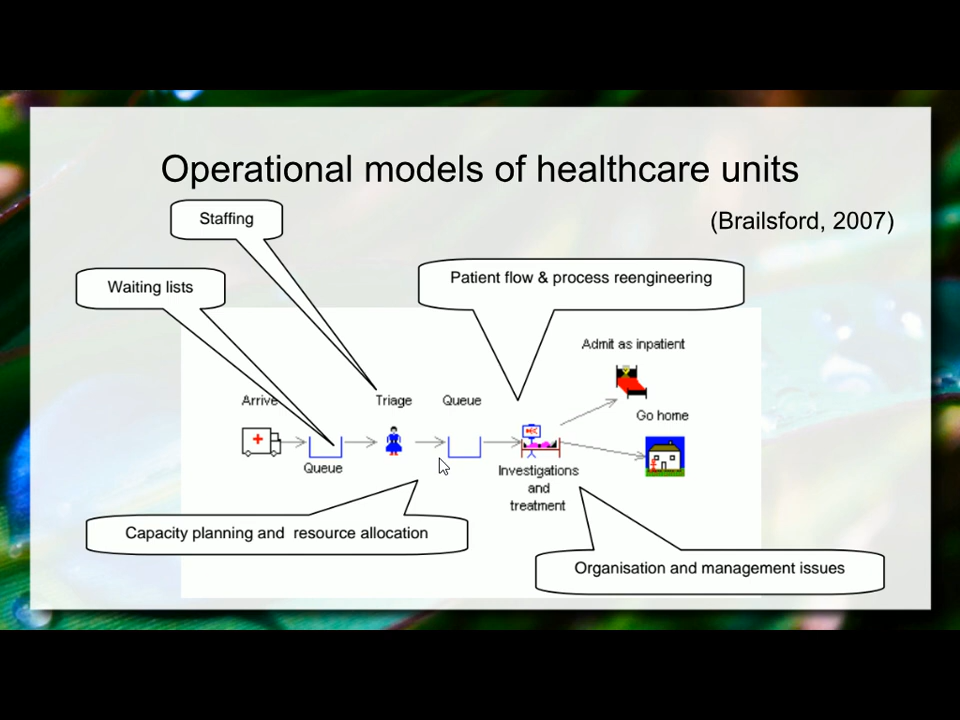 Operational models of healthcare units
(Brailsford, 2007)
Staffing
Waiting lists
Patient flow & process reengineering
Admit as inpatient
Arrive
Triage
Queue
Go home
Queue
Investigations
and
treatment
Capacity planning and  resource allocation
Organisation and management issues